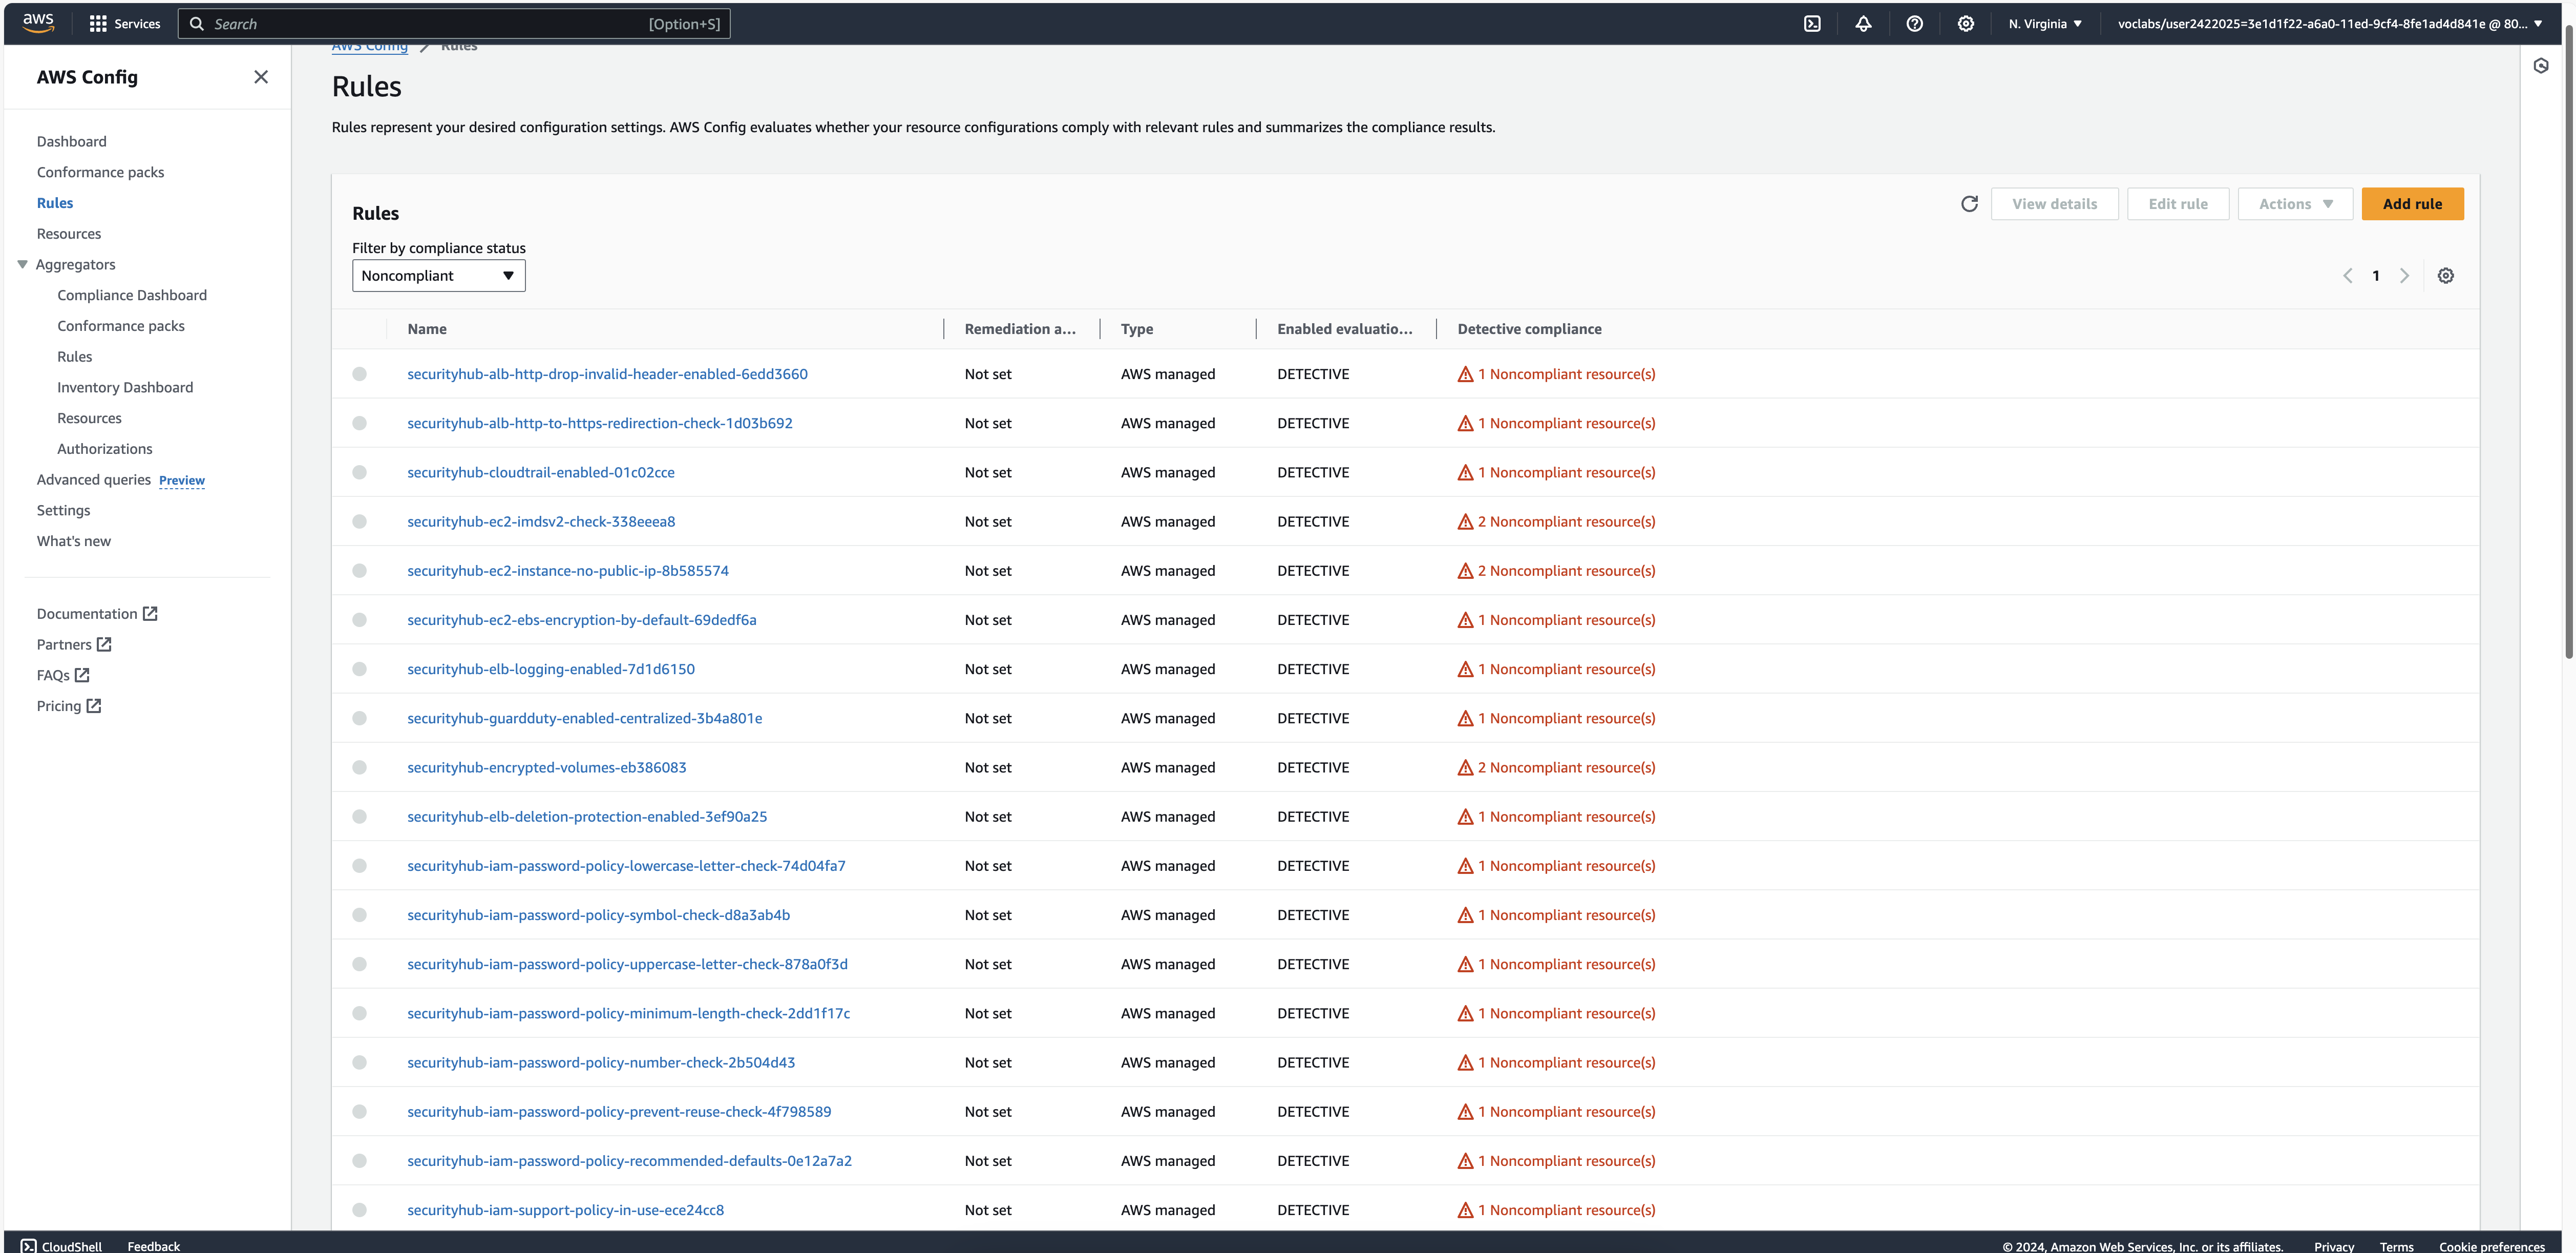 aws
Services
Search
[Option+S]
N. Virginia
voclabs/user2422025=3e1d1f22-a6a0-11ed-9cf4-8fe1ad4d841e @ 80...
AWS Config
Dashboard
Conformance packs
Rules
Resources
Aggregators
Compliance Dashboard
Conformance packs
Rules
Inventory Dashboard
Resources
Authorizations
Advanced queries Preview
Settings
What's new
Documentation
Partners
FAQs
Pricing
AWS Config > Rules
Rules
Rules represent your desired configuration settings. AWS Config evaluates whether your resource configurations comply with relevant rules and summarizes the compliance results.
Rules
View details
Edit rule
Actions
Add rule
Filter by compliance status
Noncompliant
1
Name Remediation a... Type Enabled evaluatio... Detective compliance
securityhub-alb-http-drop-invalid-header-enabled-6edd3660 Not set AWS managed DETECTIVE 1 Noncompliant resource(s)
securityhub-alb-http-to-https-redirection-check-1d03b692 Not set AWS managed DETECTIVE 1 Noncompliant resource(s)
securityhub-cloudtrail-enabled-01c02cce Not set AWS managed DETECTIVE 1 Noncompliant resource(s)
securityhub-ec2-imdsv2-check-338eeea8 Not set AWS managed DETECTIVE 2 Noncompliant resource(s)
securityhub-ec2-instance-no-public-ip-8b585574 Not set AWS managed DETECTIVE 2 Noncompliant resource(s)
securityhub-ec2-ebs-encryption-by-default-69dedf6a Not set AWS managed DETECTIVE 1 Noncompliant resource(s)
securityhub-elb-logging-enabled-7d1d6150 Not set AWS managed DETECTIVE 1 Noncompliant resource(s)
securityhub-guardduty-enabled-centralized-3b4a801e Not set AWS managed DETECTIVE 1 Noncompliant resource(s)
securityhub-encrypted-volumes-eb386083 Not set AWS managed DETECTIVE 2 Noncompliant resource(s)
securityhub-elb-deletion-protection-enabled-3ef90a25 Not set AWS managed DETECTIVE 1 Noncompliant resource(s)
securityhub-iam-password-policy-lowercase-letter-check-74d04fa7 Not set AWS managed DETECTIVE 1 Noncompliant resource(s)
securityhub-iam-password-policy-symbol-check-d8a3ab4b Not set AWS managed DETECTIVE 1 Noncompliant resource(s)
securityhub-iam-password-policy-uppercase-letter-check-878a0f3d Not set AWS managed DETECTIVE 1 Noncompliant resource(s)
securityhub-iam-password-policy-minimum-length-check-2dd1f17c Not set AWS managed DETECTIVE 1 Noncompliant resource(s)
securityhub-iam-password-policy-number-check-2b504d43 Not set AWS managed DETECTIVE 1 Noncompliant resource(s)
securityhub-iam-password-policy-prevent-reuse-check-4f798589 Not set AWS managed DETECTIVE 1 Noncompliant resource(s)
securityhub-iam-password-policy-recommended-defaults-0e12a7a2 Not set AWS managed DETECTIVE 1 Noncompliant resource(s)
securityhub-iam-support-policy-in-use-ece24cc8 Not set AWS managed DETECTIVE 1 Noncompliant resource(s)
CloudShell Feedback © 2024, Amazon Web Services, Inc. or its affiliates. Privacy Terms Cookie preferences